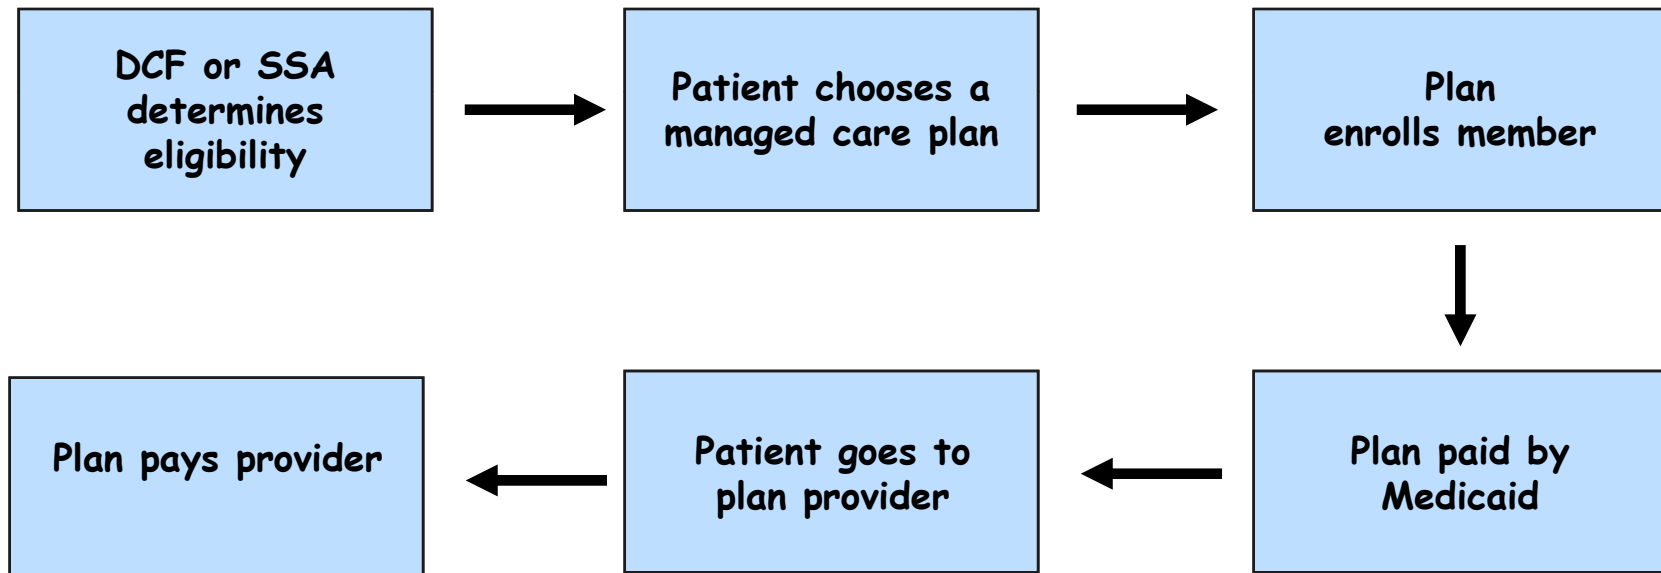 DCF or SSA
determines
eligibility
Patient chooses a
managed care plan
Plan
enrolls member
Plan paid by
Medicaid
Patient goes to
plan provider
Plan pays provider